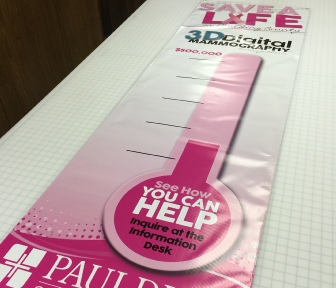 SAVE A
LIFE
3D Digital
MAMMOGRAPHY
$500,000
See How
YOU CAN
HELP
Inquire at the
Information
Desk
PAULD